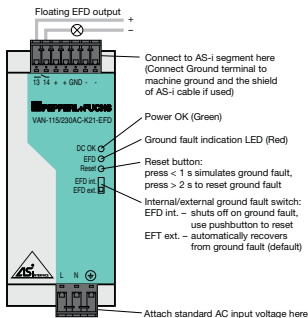 Floating EFD output
+
–
Connect to AS-i segment here
(Connect Ground terminal to
machine ground and the shield
of AS-i cable if used)
13 14 + + GND - -
PEPPERL+FUCHS
VAN-115/230AC-K21-EFD
Power OK (Green)
DC OK
Ground fault indication LED (Red)
EFD
Reset
Reset button:
press < 1 s simulates ground fault,
press > 2 s to reset ground fault
EFD int.
EFD ext.
Internal/external ground fault switch:
EFD int. – shuts off on ground fault,
use pushbutton to reset
EFT ext. – automatically recovers
from ground fault (default)
ASi
L N
Attach standard AC input voltage here